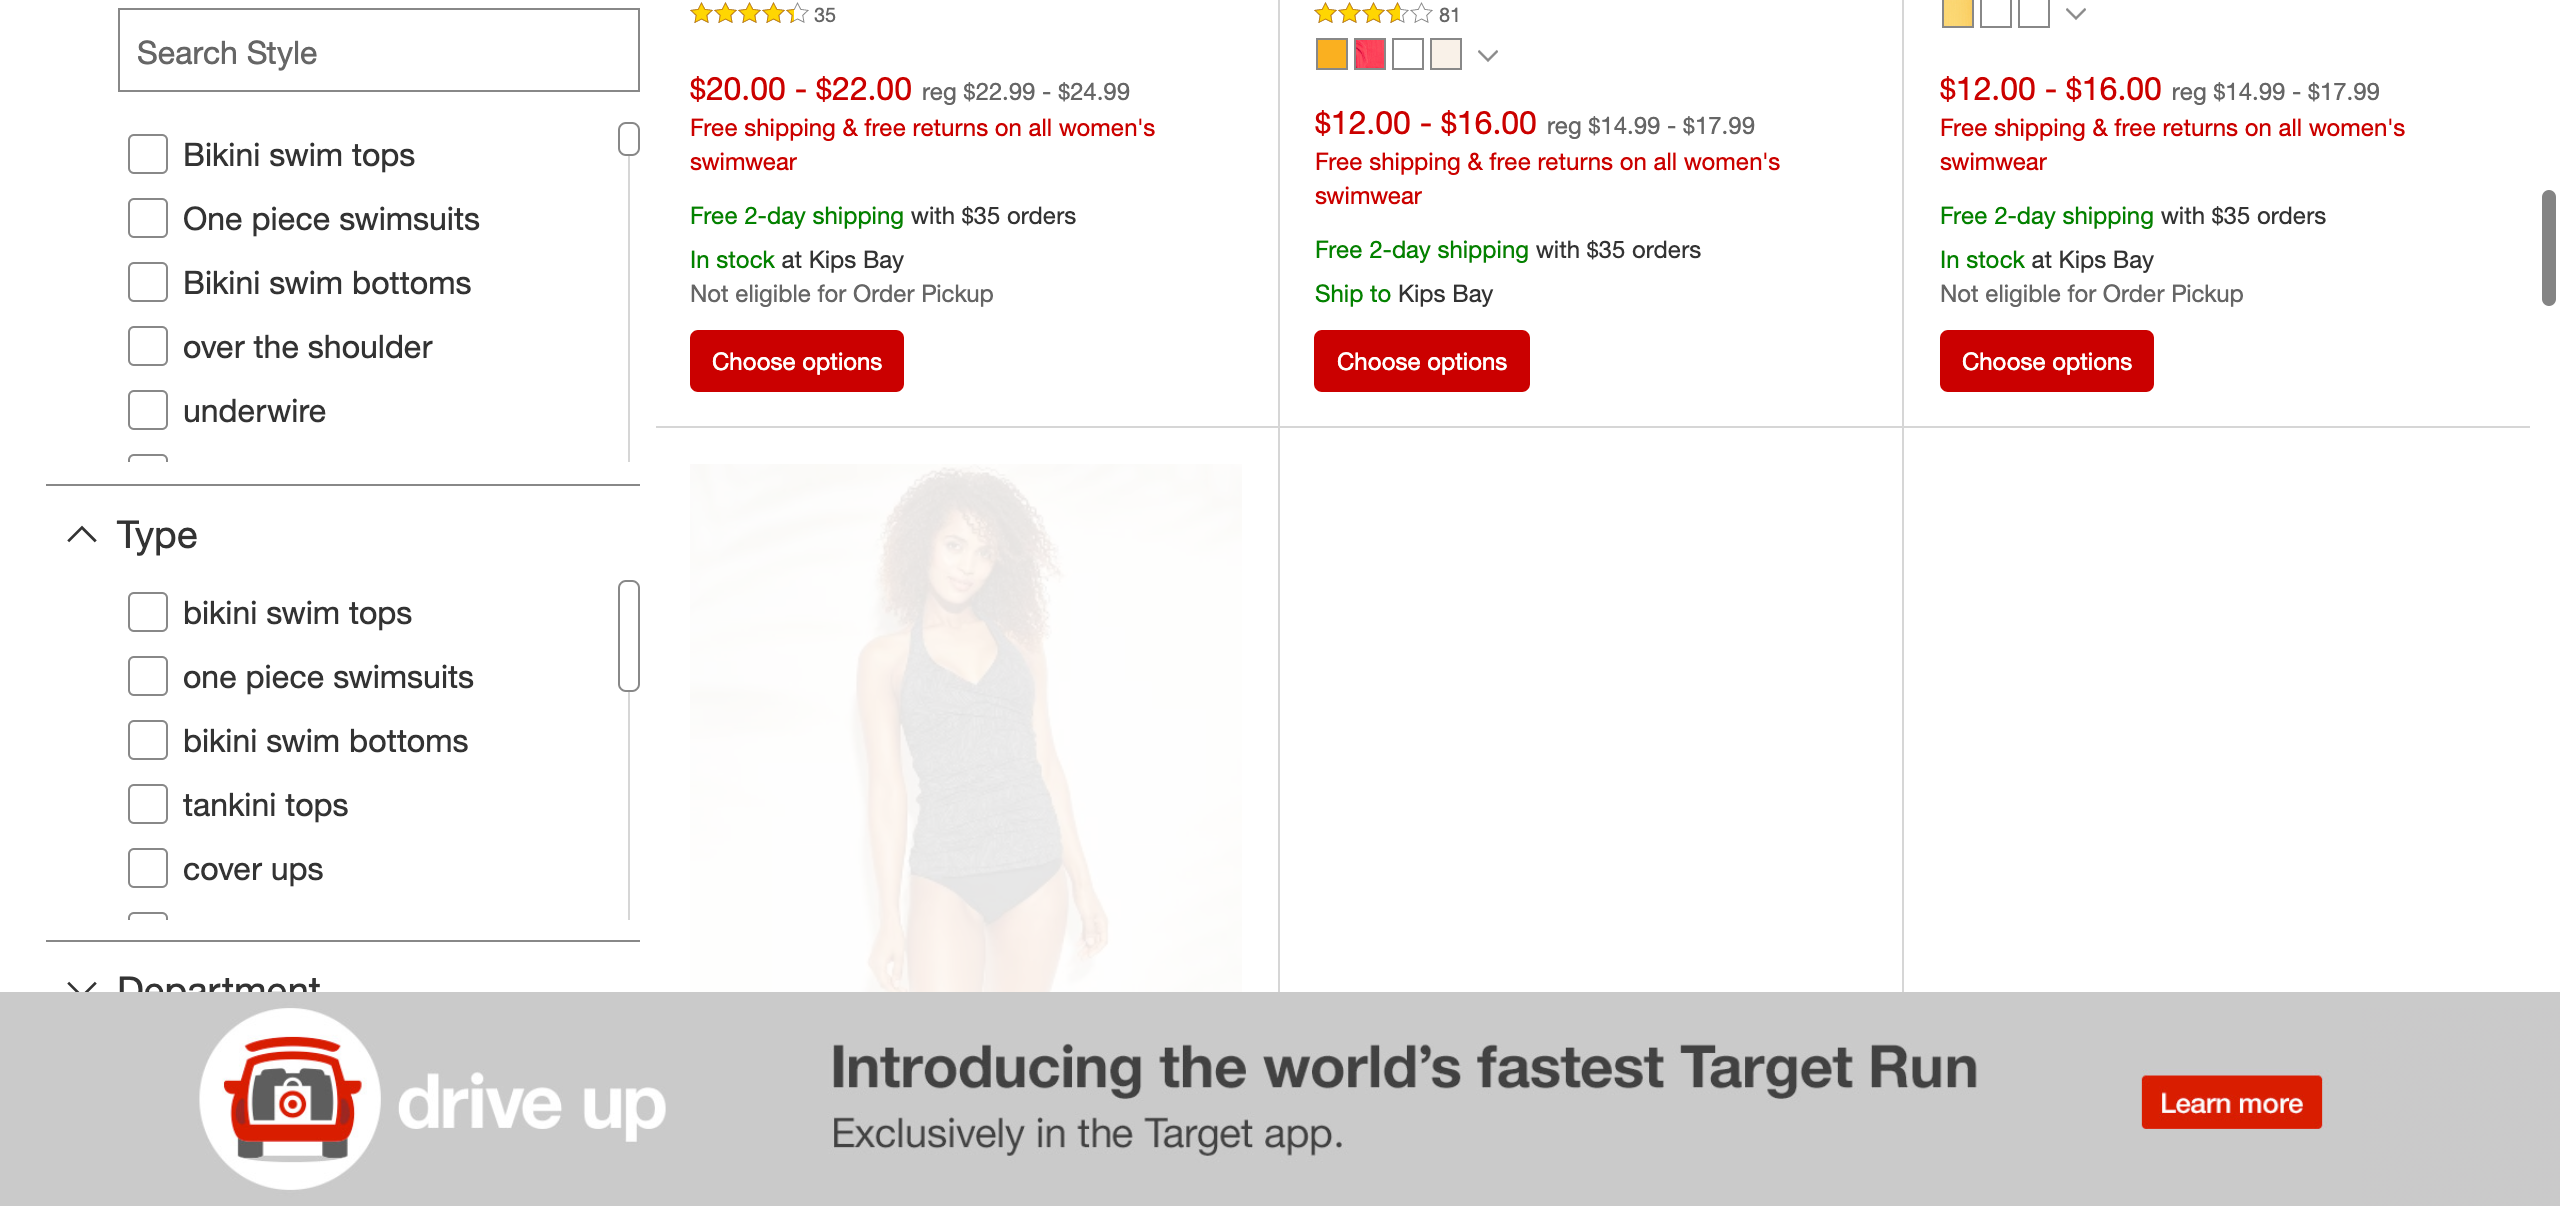 Search Style
Bikini swim tops
One piece swimsuits
Bikini swim bottoms
over the shoulder
underwire
Type
bikini swim tops
one piece swimsuits
bikini swim bottoms
tankini tops
cover ups
Department
35
$20.00 - $22.00 reg $22.99 - $24.99
Free shipping & free returns on all women's
swimwear
Free 2-day shipping with $35 orders
In stock at Kips Bay
Not eligible for Order Pickup
Choose options
81
$12.00 - $16.00 reg $14.99 - $17.99
Free shipping & free returns on all women's
swimwear
Free 2-day shipping with $35 orders
Ship to Kips Bay
Choose options
$12.00 - $16.00 reg $14.99 - $17.99
Free shipping & free returns on all women's
swimwear
Free 2-day shipping with $35 orders
In stock at Kips Bay
Not eligible for Order Pickup
Choose options
drive up
Introducing the world’s fastest Target Run
Exclusively in the Target app.
Learn more